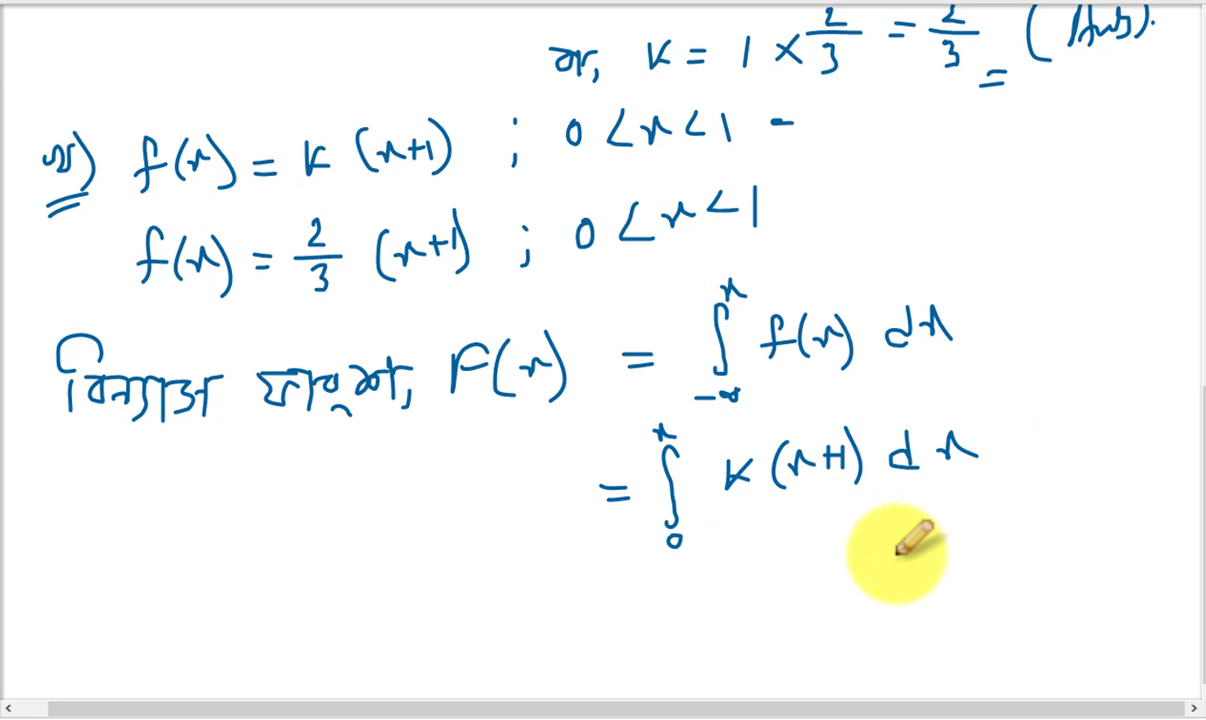 বা, K = 1 × 2/3 = 2/3 (Ans).
খ) f(x) = K (x+1) ; 0 < x < 1 -
f(x) = 2/3 (x+1) ; 0 < x < 1
বিন্যাস ফাংশন, F(x) = ∫_{-∞}^{x} f(x) dx
= ∫_{0}^{x} K (x+1) dx